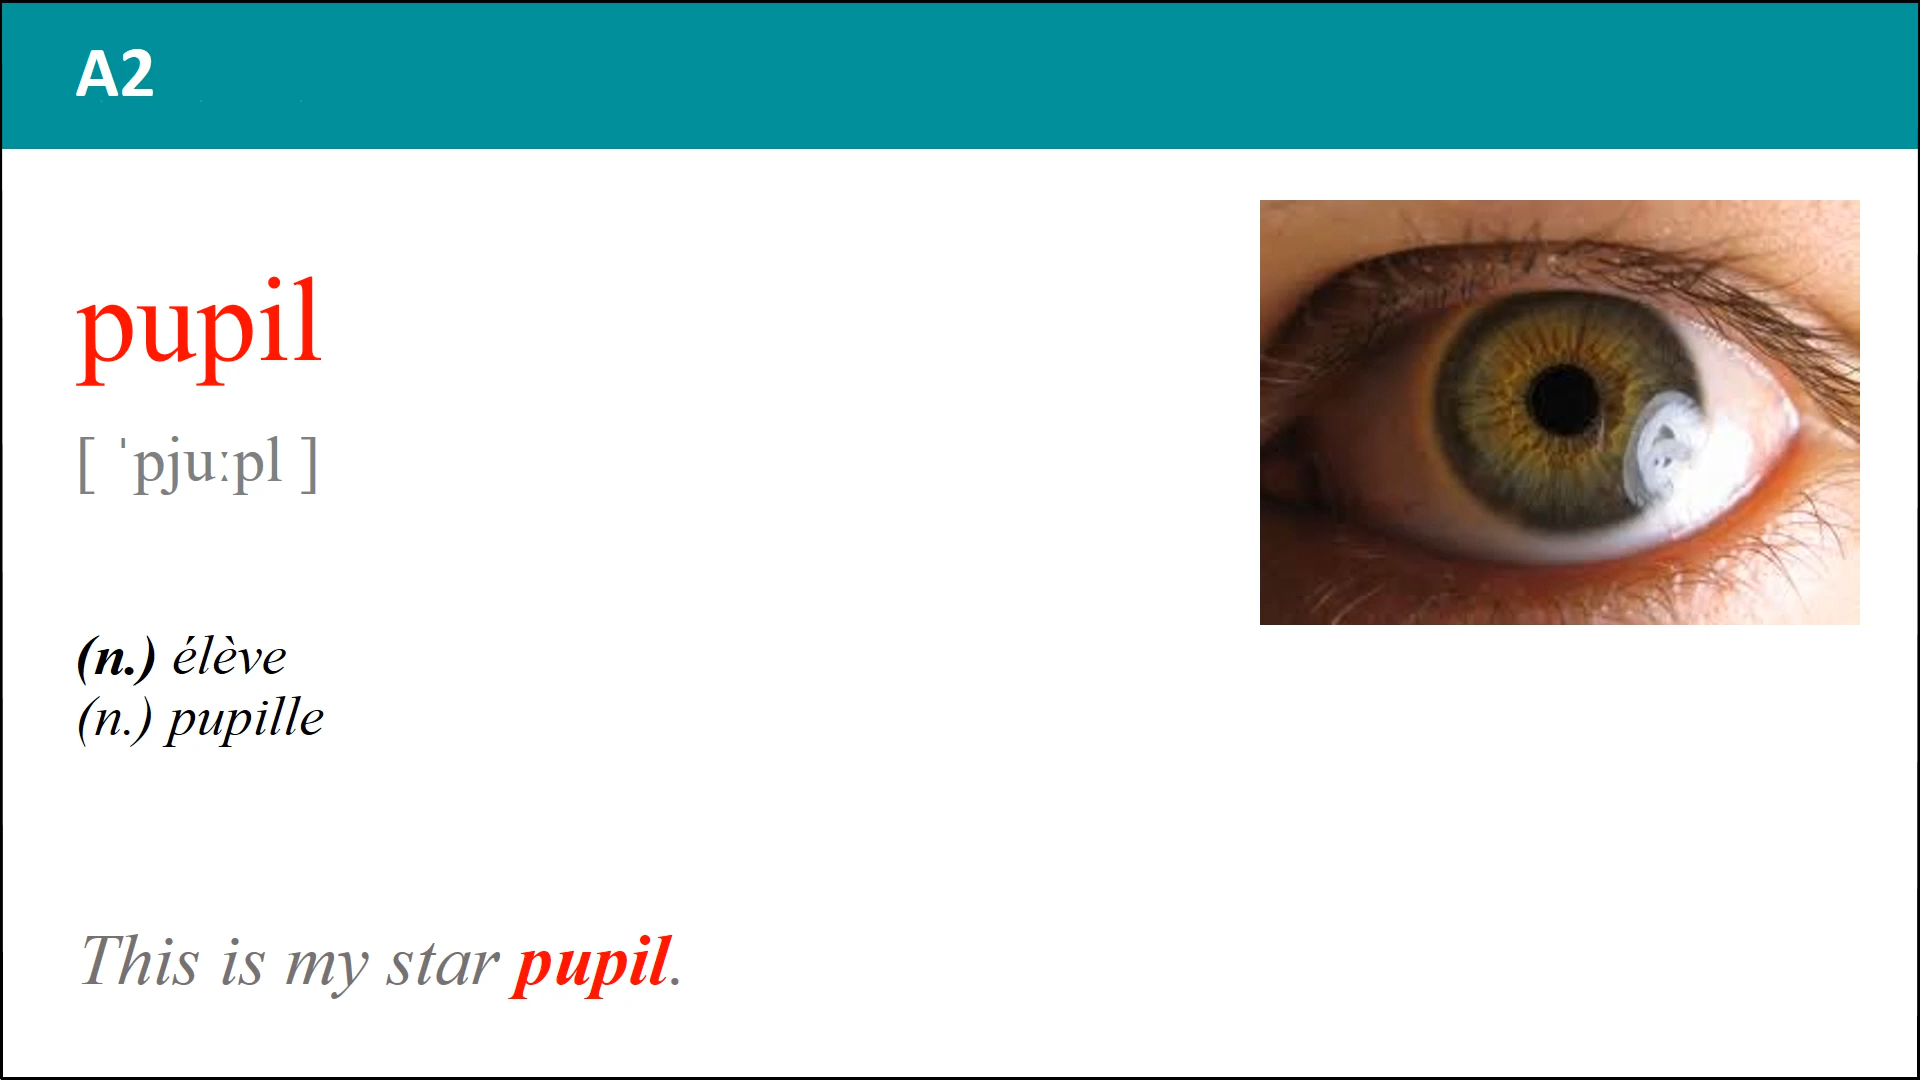 A2
pupil
[ ˈpjuːpl ]
(n.) élève
(n.) pupille
This is my star pupil.